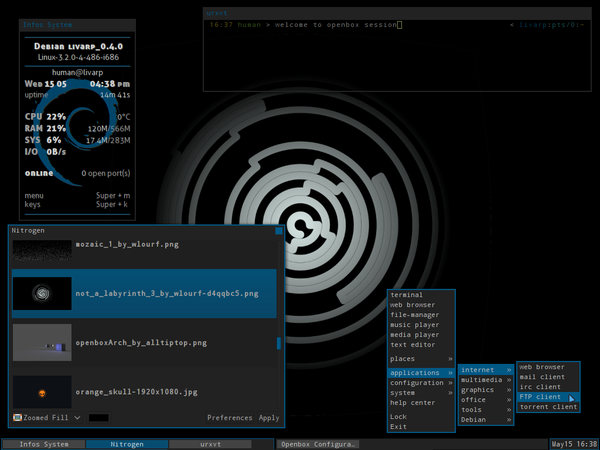 Infos System
Debian livarp_0.4.0
Linux-3.2.0-4-486-i686
human@livarp
Wed 15 05 04:38 pm
uptime 14m 41s
CPU 22% 0°C
RAM 21% 120M/566M
SYS 6% 17.4M/283M
I/O 0B/s
online 0 open port(s)
menu Super + m
keys Super + k
urxvt
16:37 human > welcome to openbox session
< livarp:pts/0:~
Nitrogen
mozaic_1_by_wlourf.png
not_a_labyrinth_3_by_wlourf-d4qqbc5.png
openboxArch_by_alltiptop.png
orange_skull-1920x1080.jpg
Zoomed Fill
Preferences Apply
terminal
web browser
file-manager
music player
media player
text editor
places »
applications »
configuration »
system »
help center
Lock
Exit
internet »
multimedia »
graphics »
office »
tools »
Debian »
web browser
mail client
irc client
FTP client
torrent client
Infos System
Nitrogen
urxvt
Openbox Configura…
May15 16:38